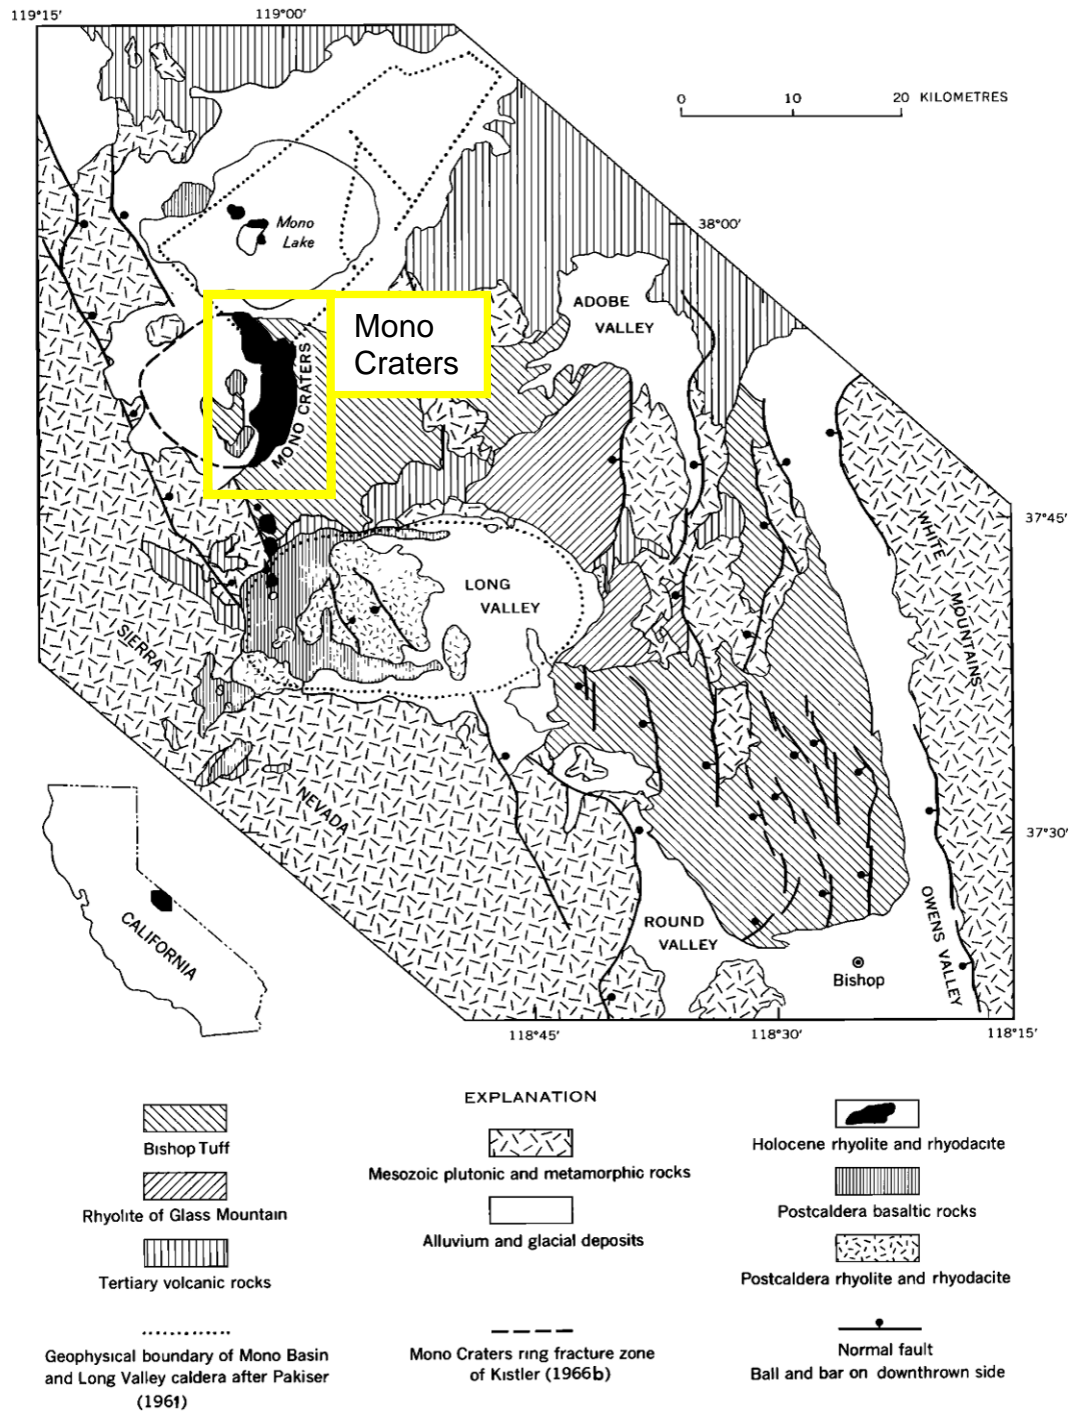 119°15'
119°00'
0 10 20 KILOMETRES
Mono
Lake
38°00'
ADOBE
VALLEY
Mono
Craters
MONO CRATERS
37°45'
WHITE
MOUNTAINS
LONG
VALLEY
SIERRA
NEVADA
37°30'
CALIFORNIA
ROUND
VALLEY
OWENS VALLEY
Bishop
118°45'
118°30'
118°15'
EXPLANATION
Bishop Tuff
Rhyolite of Glass Mountain
Tertiary volcanic rocks
Geophysical boundary of Mono Basin
and Long Valley caldera after Pakiser
(1961)
Mesozoic plutonic and metamorphic rocks
Alluvium and glacial deposits
Mono Craters ring fracture zone
of Kistler (1966b)
Holocene rhyolite and rhyodacite
Postcaldera basaltic rocks
Postcaldera rhyolite and rhyodacite
Normal fault
Ball and bar on downthrown side